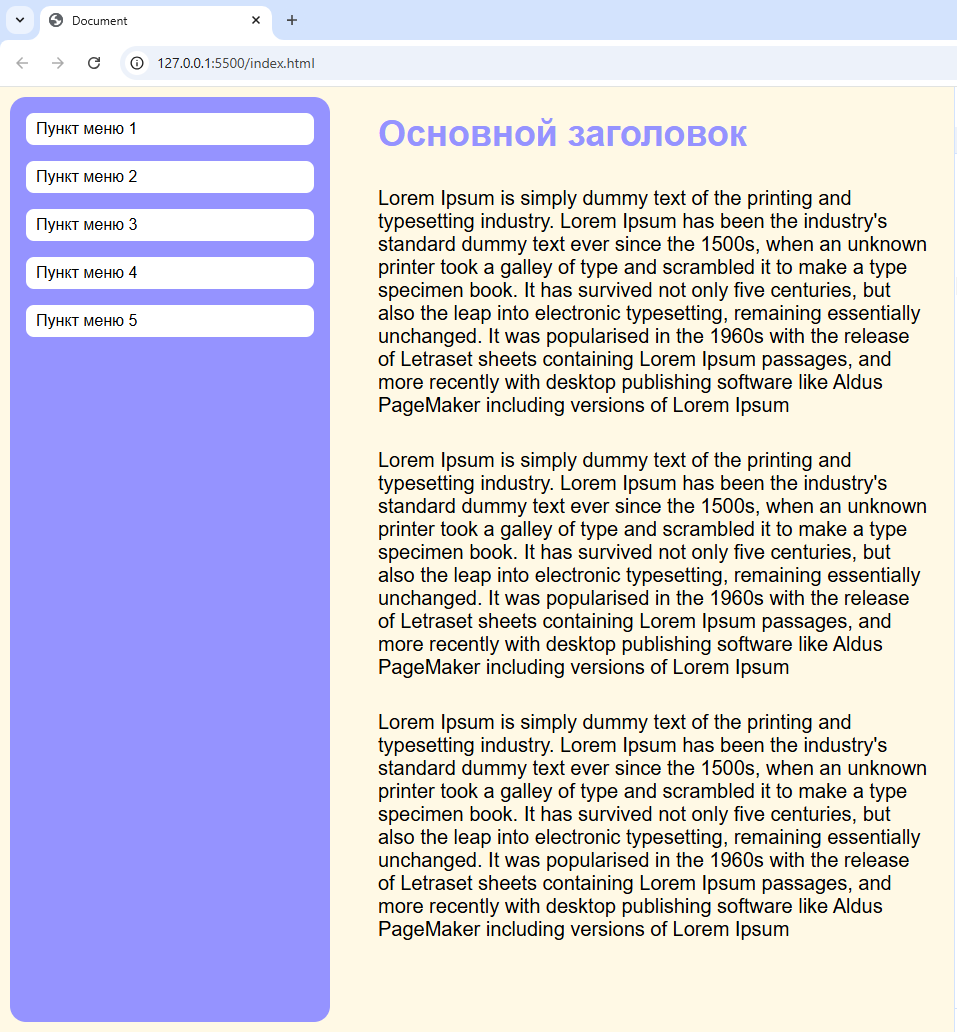 Document
127.0.0.1:5500/index.html
Пункт меню 1
Пункт меню 2
Пункт меню 3
Пункт меню 4
Пункт меню 5
Основной заголовок
Lorem Ipsum is simply dummy text of the printing and
typesetting industry. Lorem Ipsum has been the industry's
standard dummy text ever since the 1500s, when an unknown
printer took a galley of type and scrambled it to make a type
specimen book. It has survived not only five centuries, but
also the leap into electronic typesetting, remaining essentially
unchanged. It was popularised in the 1960s with the release
of Letraset sheets containing Lorem Ipsum passages, and
more recently with desktop publishing software like Aldus
PageMaker including versions of Lorem Ipsum
Lorem Ipsum is simply dummy text of the printing and
typesetting industry. Lorem Ipsum has been the industry's
standard dummy text ever since the 1500s, when an unknown
printer took a galley of type and scrambled it to make a type
specimen book. It has survived not only five centuries, but
also the leap into electronic typesetting, remaining essentially
unchanged. It was popularised in the 1960s with the release
of Letraset sheets containing Lorem Ipsum passages, and
more recently with desktop publishing software like Aldus
PageMaker including versions of Lorem Ipsum
Lorem Ipsum is simply dummy text of the printing and
typesetting industry. Lorem Ipsum has been the industry's
standard dummy text ever since the 1500s, when an unknown
printer took a galley of type and scrambled it to make a type
specimen book. It has survived not only five centuries, but
also the leap into electronic typesetting, remaining essentially
unchanged. It was popularised in the 1960s with the release
of Letraset sheets containing Lorem Ipsum passages, and
more recently with desktop publishing software like Aldus
PageMaker including versions of Lorem Ipsum